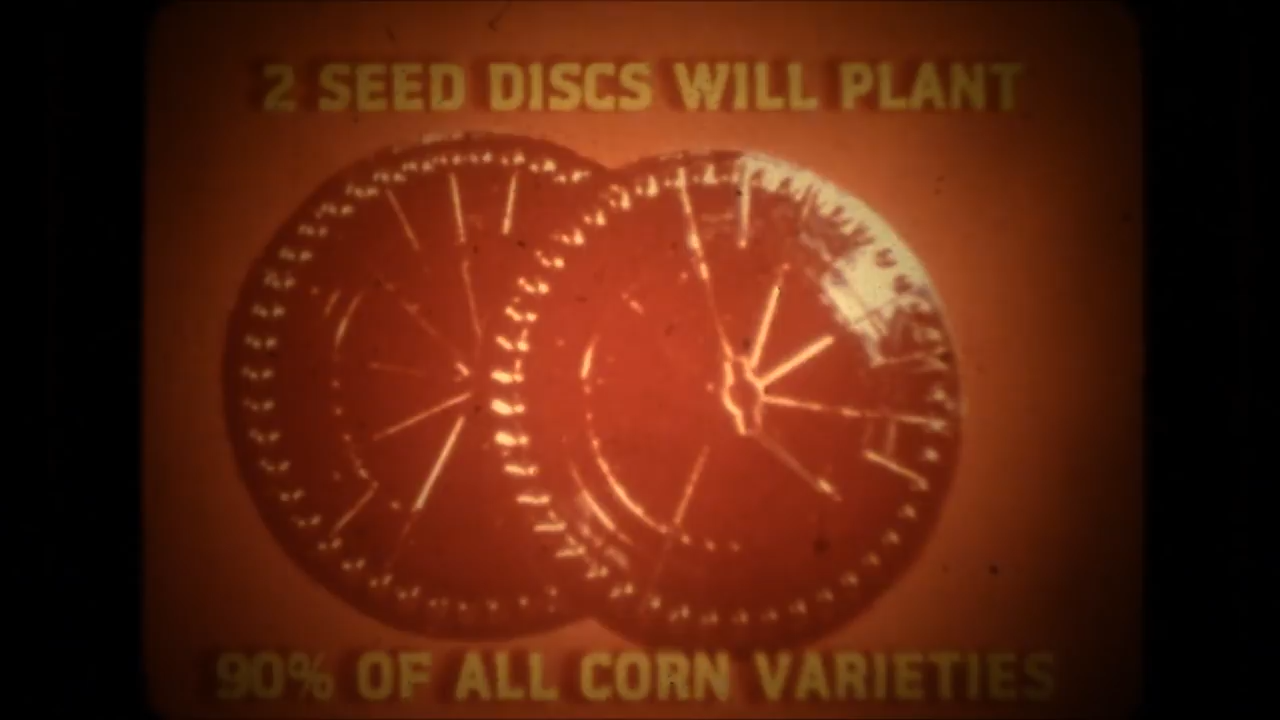 2 SEED DISCS WILL PLANT
90% OF ALL CORN VARIETIES